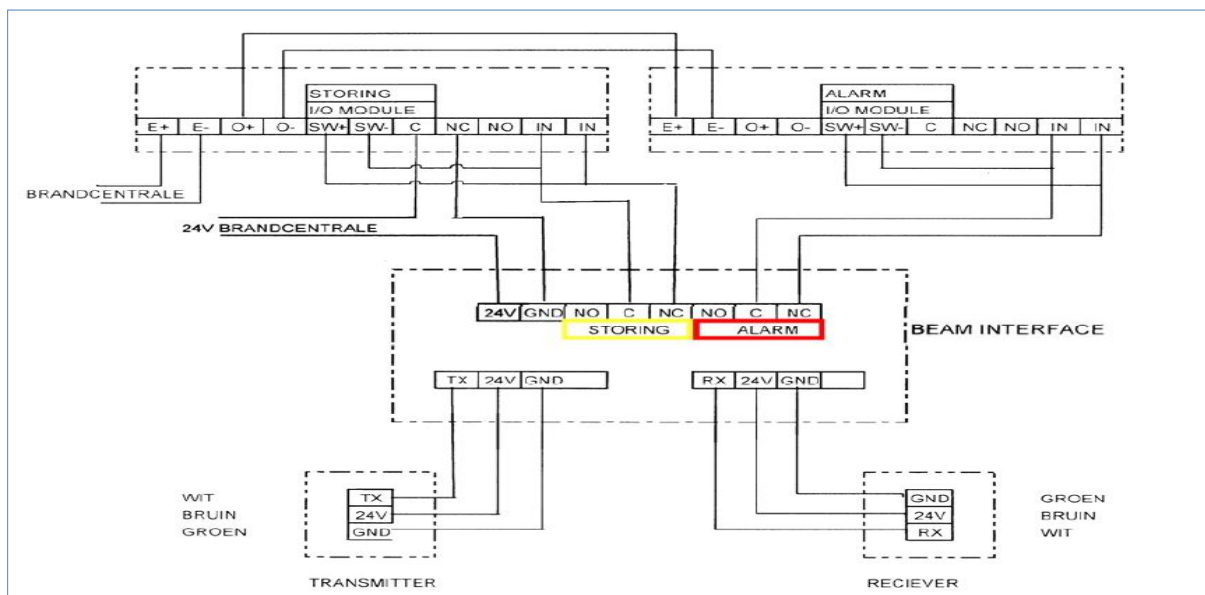 STORING
I/O MODULE
E+ E- O+ O- SW+ SW- C NC NO IN IN
ALARM
I/O MODULE
E+ E- O+ O- SW+ SW- C NC NO IN IN
BRANDCENTRALE
24V BRANDCENTRALE
24V GND NO C NC NO C NC
STORING ALARM
BEAM INTERFACE
TX 24V GND
RX 24V GND
WIT TX
BRUIN 24V
GROEN GND
TRANSMITTER
GND GROEN
24V BRUIN
RX WIT
RECIEVER